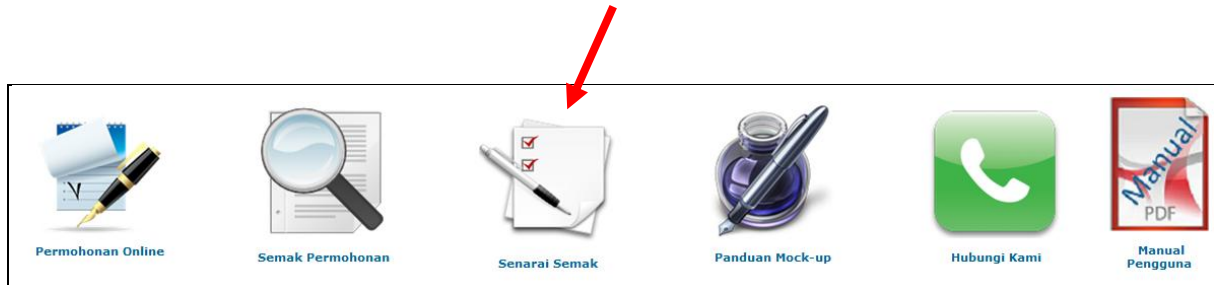 Permohonan Online
Semak Permohonan
Senarai Semak
Panduan Mock-up
Hubungi Kami
Manual
PDF
Manual
Pengguna